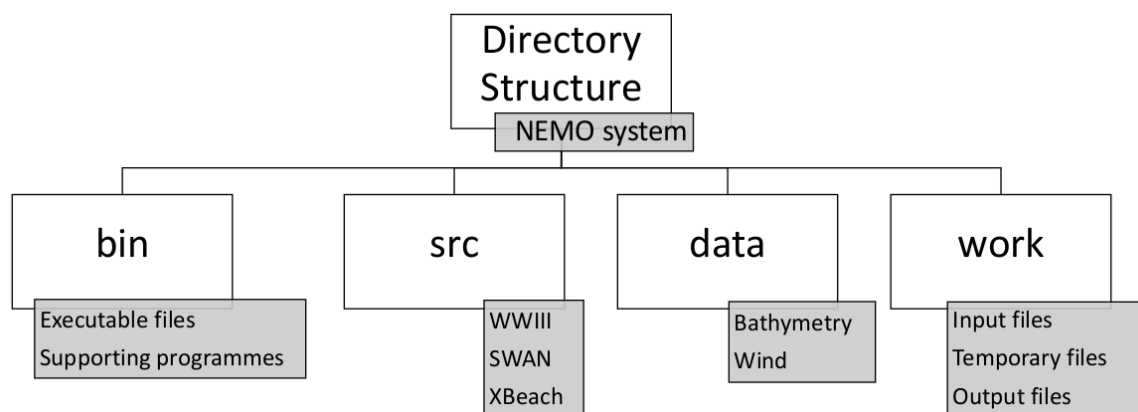 Directory
Structure
NEMO system
bin
Executable files
Supporting programmes
src
WWIII
SWAN
XBeach
data
Bathymetry
Wind
work
Input files
Temporary files
Output files